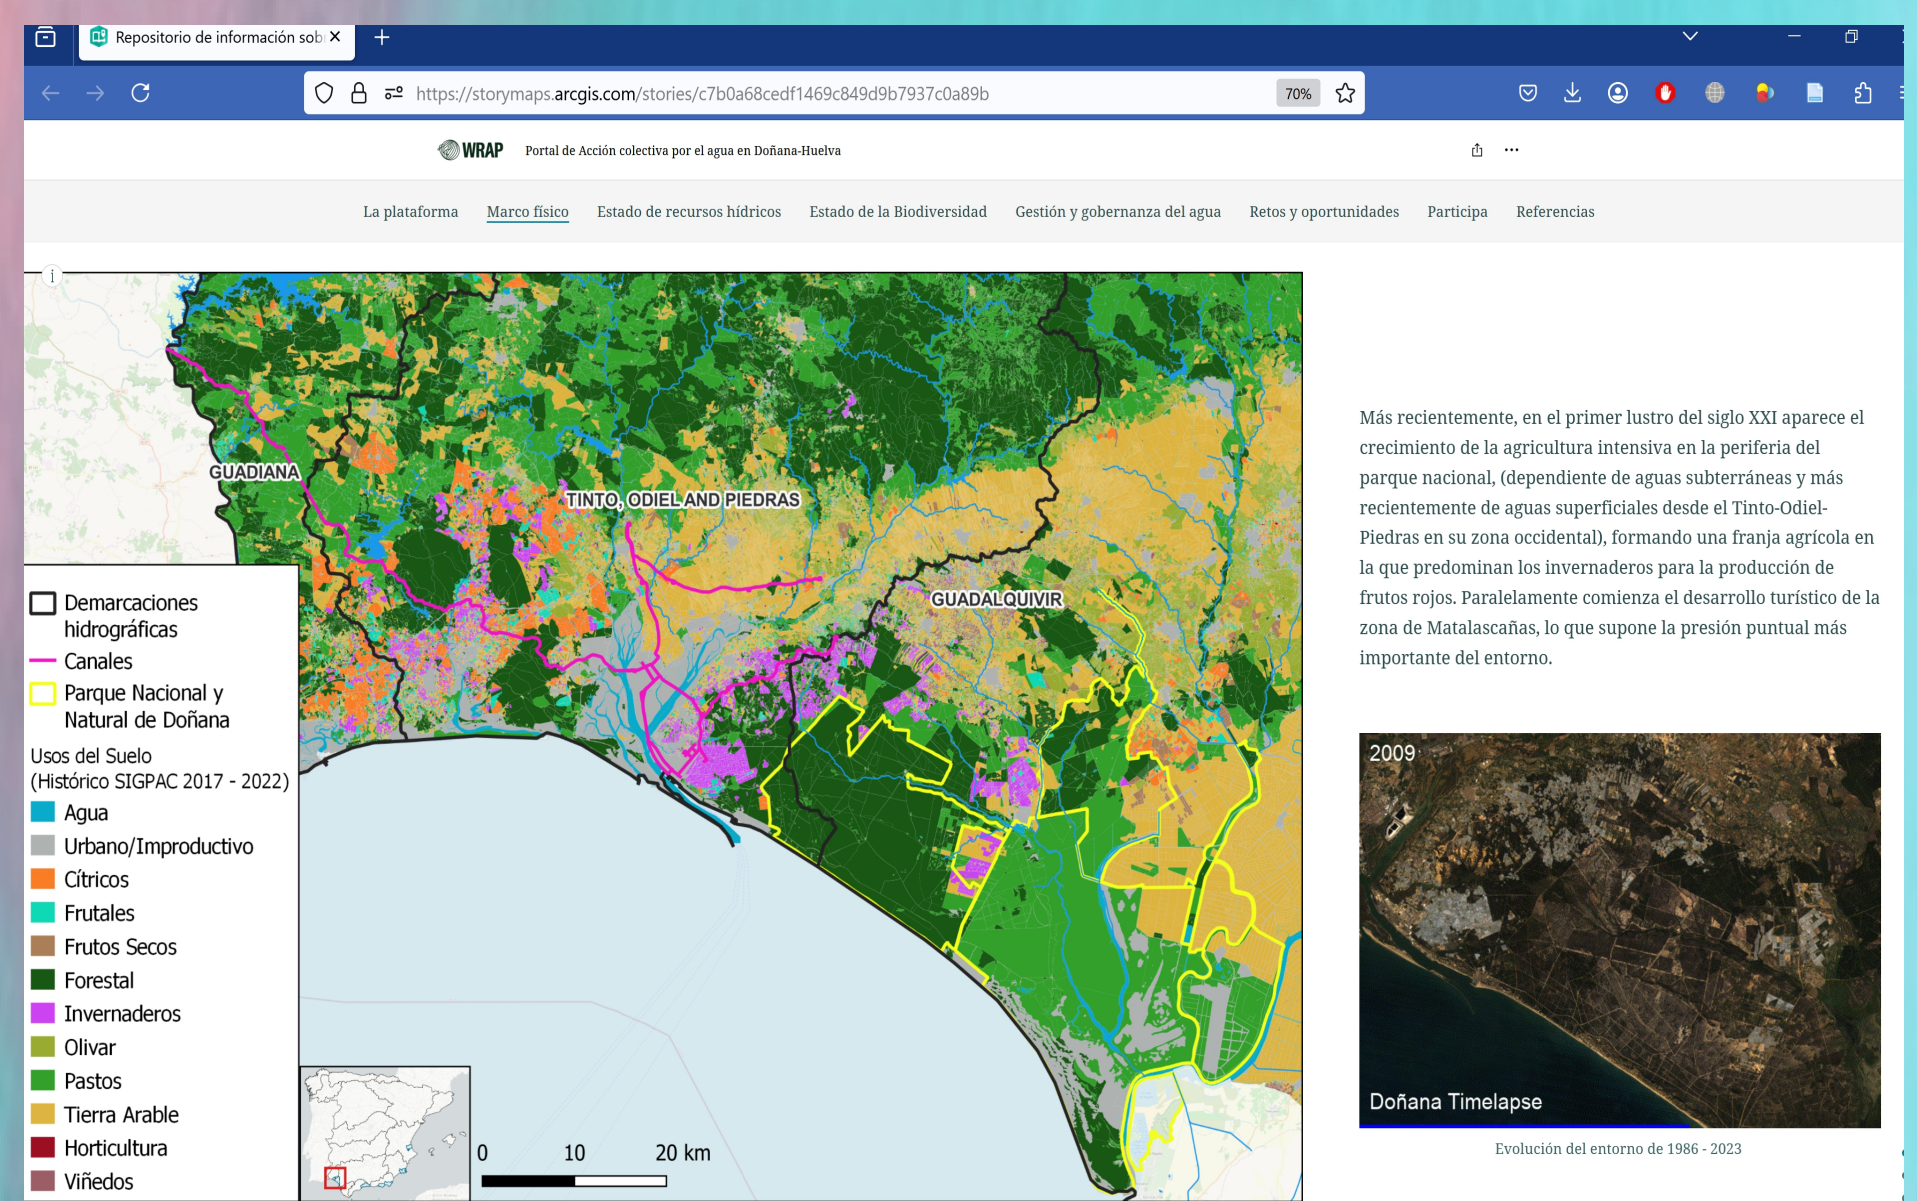 Repositorio de información sob
https://storymaps.arcgis.com/stories/c7b0a68cedf1469c849d9b7937c0a89b
70%
WRAP
Portal de Acción colectiva por el agua en Doñana-Huelva
La plataforma
Marco físico
Estado de recursos hídricos
Estado de la Biodiversidad
Gestión y gobernanza del agua
Retos y oportunidades
Participa
Referencias
i
GUADIANA
TINTO, ODIEL AND PIEDRAS
GUADALQUIVIR
Demarcaciones
hidrográficas
Canales
Parque Nacional y
Natural de Doñana
Usos del Suelo
(Histórico SIGPAC 2017 - 2022)
Agua
Urbano/Improductivo
Cítricos
Frutales
Frutos Secos
Forestal
Invernaderos
Olivar
Pastos
Tierra Arable
Horticultura
Viñedos
0 10 20 km
Más recientemente, en el primer lustro del siglo XXI aparece el
crecimiento de la agricultura intensiva en la periferia del
parque nacional, (dependiente de aguas subterráneas y más
recientemente de aguas superficiales desde el Tinto-Odiel-
Piedras en su zona occidental), formando una franja agrícola en
la que predominan los invernaderos para la producción de
frutos rojos. Paralelamente comienza el desarrollo turístico de la
zona de Matalascañas, lo que supone la presión puntual más
importante del entorno.
2009
Doñana Timelapse
Evolución del entorno de 1986 - 2023